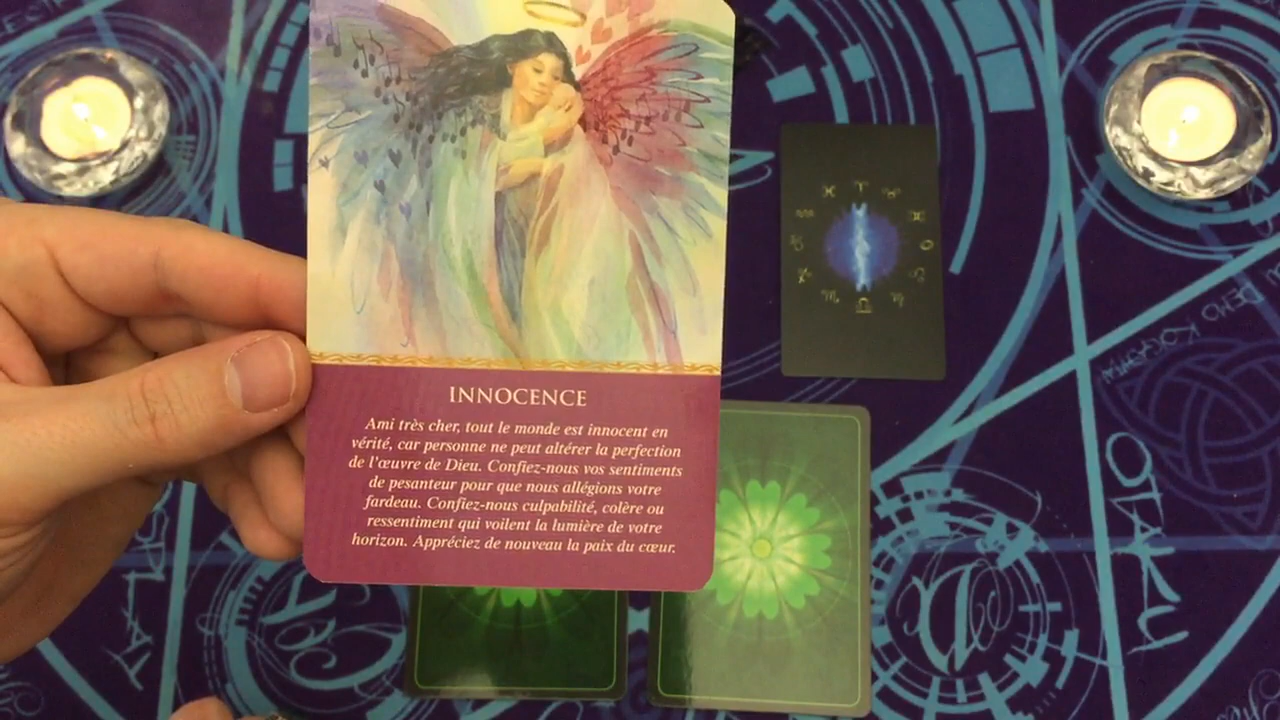 INNOCENCE
Ami très cher, tout le monde est innocent en
vérité, car personne ne peut altérer la perfection
de l'œuvre de Dieu. Confiez-nous vos sentiments
de pesanteur pour que nous allégions votre
fardeau. Confiez-nous culpabilité, colère ou
ressentiment qui voilent la lumière de votre
horizon. Appréciez de nouveau la paix du cœur.